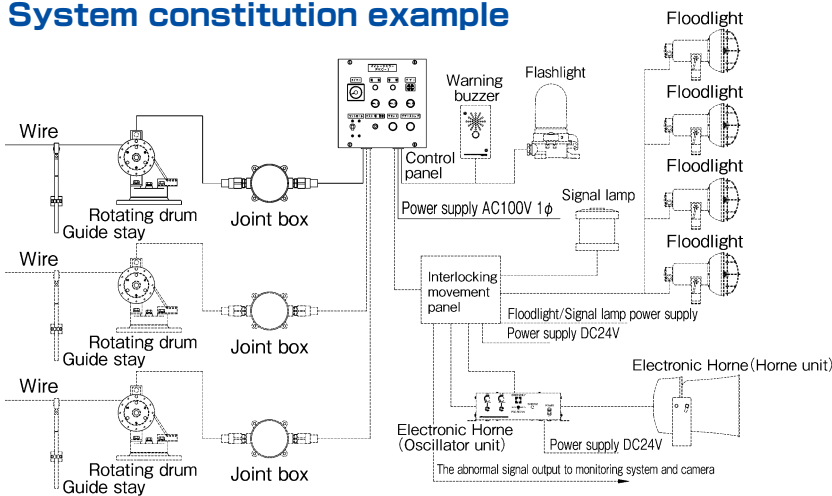 System constitution example
Wire
Rotating drum
Guide stay
Joint box
Wire
Rotating drum
Guide stay
Joint box
Wire
Rotating drum
Guide stay
Joint box
Control
panel
Warning
buzzer
Flashlight
Power supply AC100V 1φ
Signal lamp
Floodlight
Floodlight
Floodlight
Floodlight
Interlocking
movement
panel
Floodlight/Signal lamp power supply
Power supply DC24V
Electronic Horne(Horne unit)
Electronic Horne
(Oscillator unit)
Power supply DC24V
The abnormal signal output to monitoring system and camera